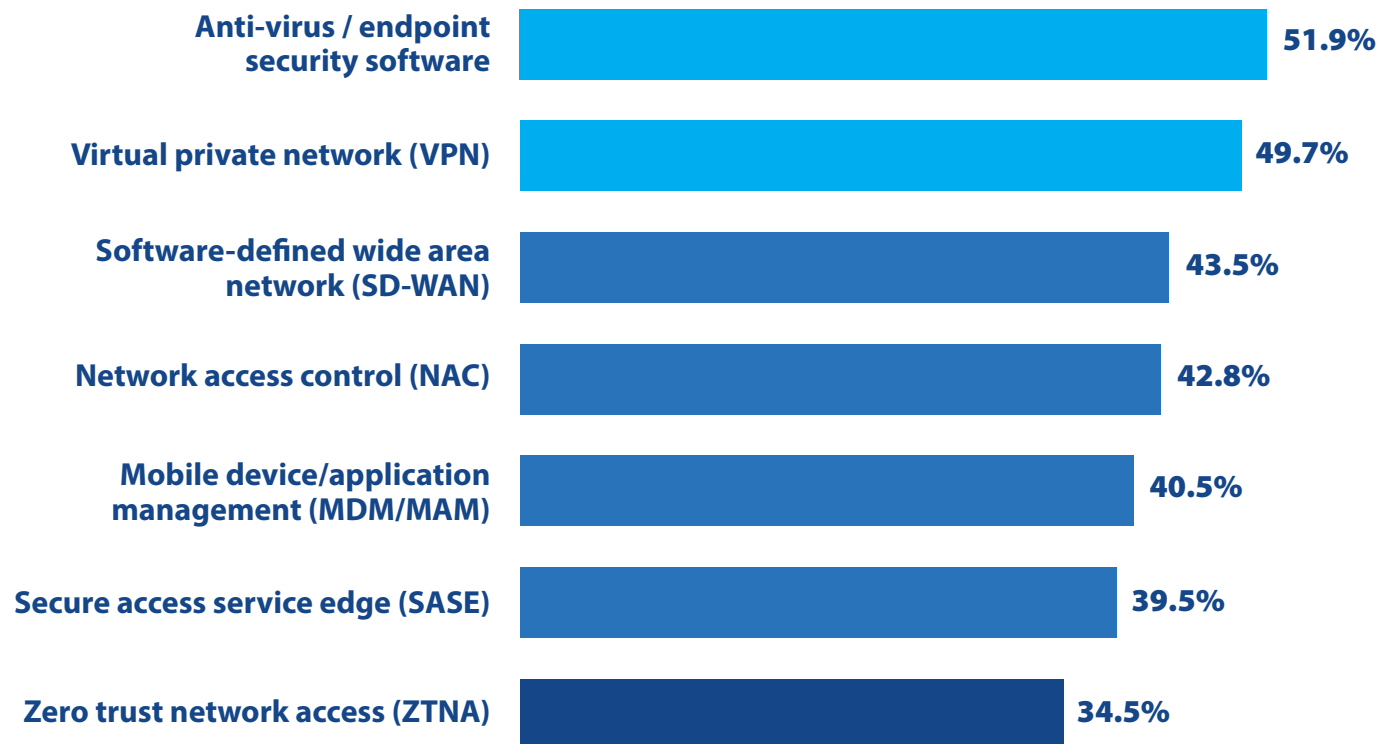 Anti-virus / endpoint
security software
51.9%
Virtual private network (VPN)
49.7%
Software-defined wide area
network (SD-WAN)
43.5%
Network access control (NAC)
42.8%
Mobile device/application
management (MDM/MAM)
40.5%
Secure access service edge (SASE)
39.5%
Zero trust network access (ZTNA)
34.5%